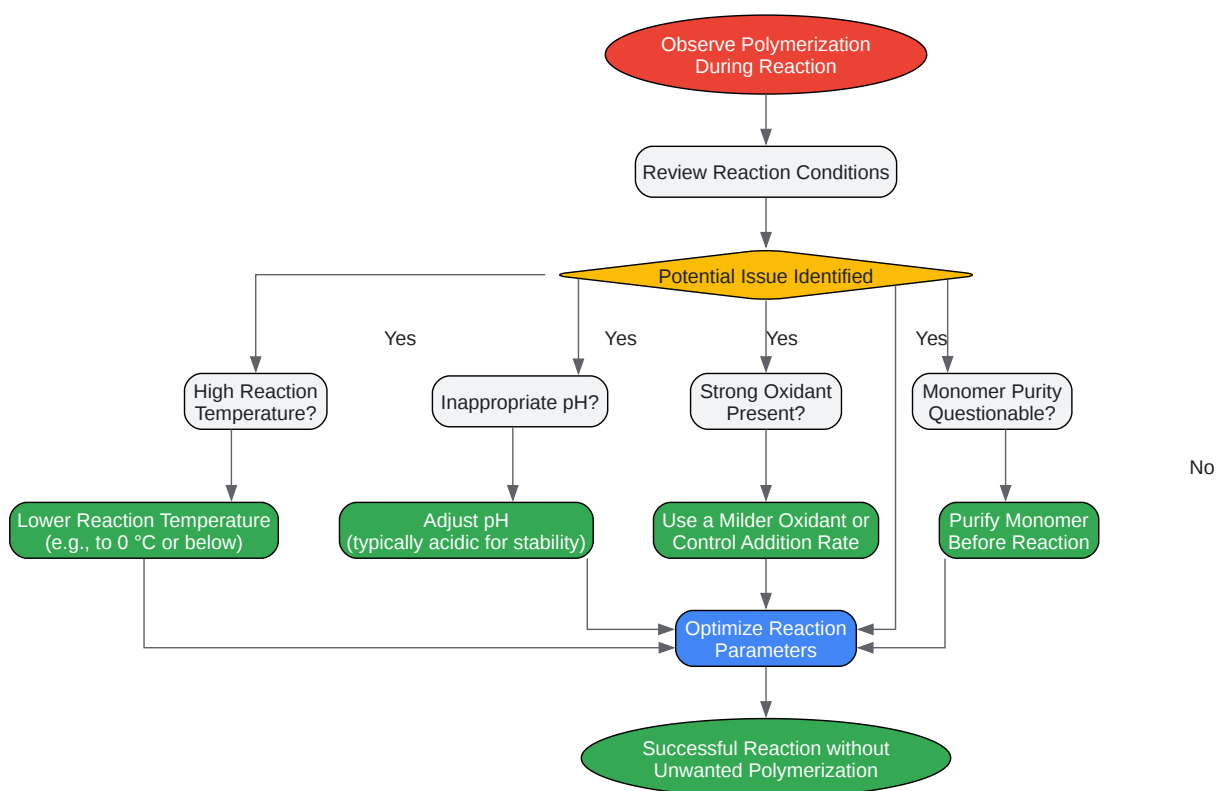 Observe Polymerization
During Reaction
Review Reaction Conditions
Potential Issue Identified
Yes
Yes
Yes
Yes
High Reaction
Temperature?
Inappropriate pH?
Strong Oxidant
Present?
Monomer Purity
Questionable?
No
Lower Reaction Temperature
(e.g., to 0 °C or below)
Adjust pH
(typically acidic for stability)
Use a Milder Oxidant or
Control Addition Rate
Purify Monomer
Before Reaction
Optimize Reaction
Parameters
Successful Reaction without
Unwanted Polymerization